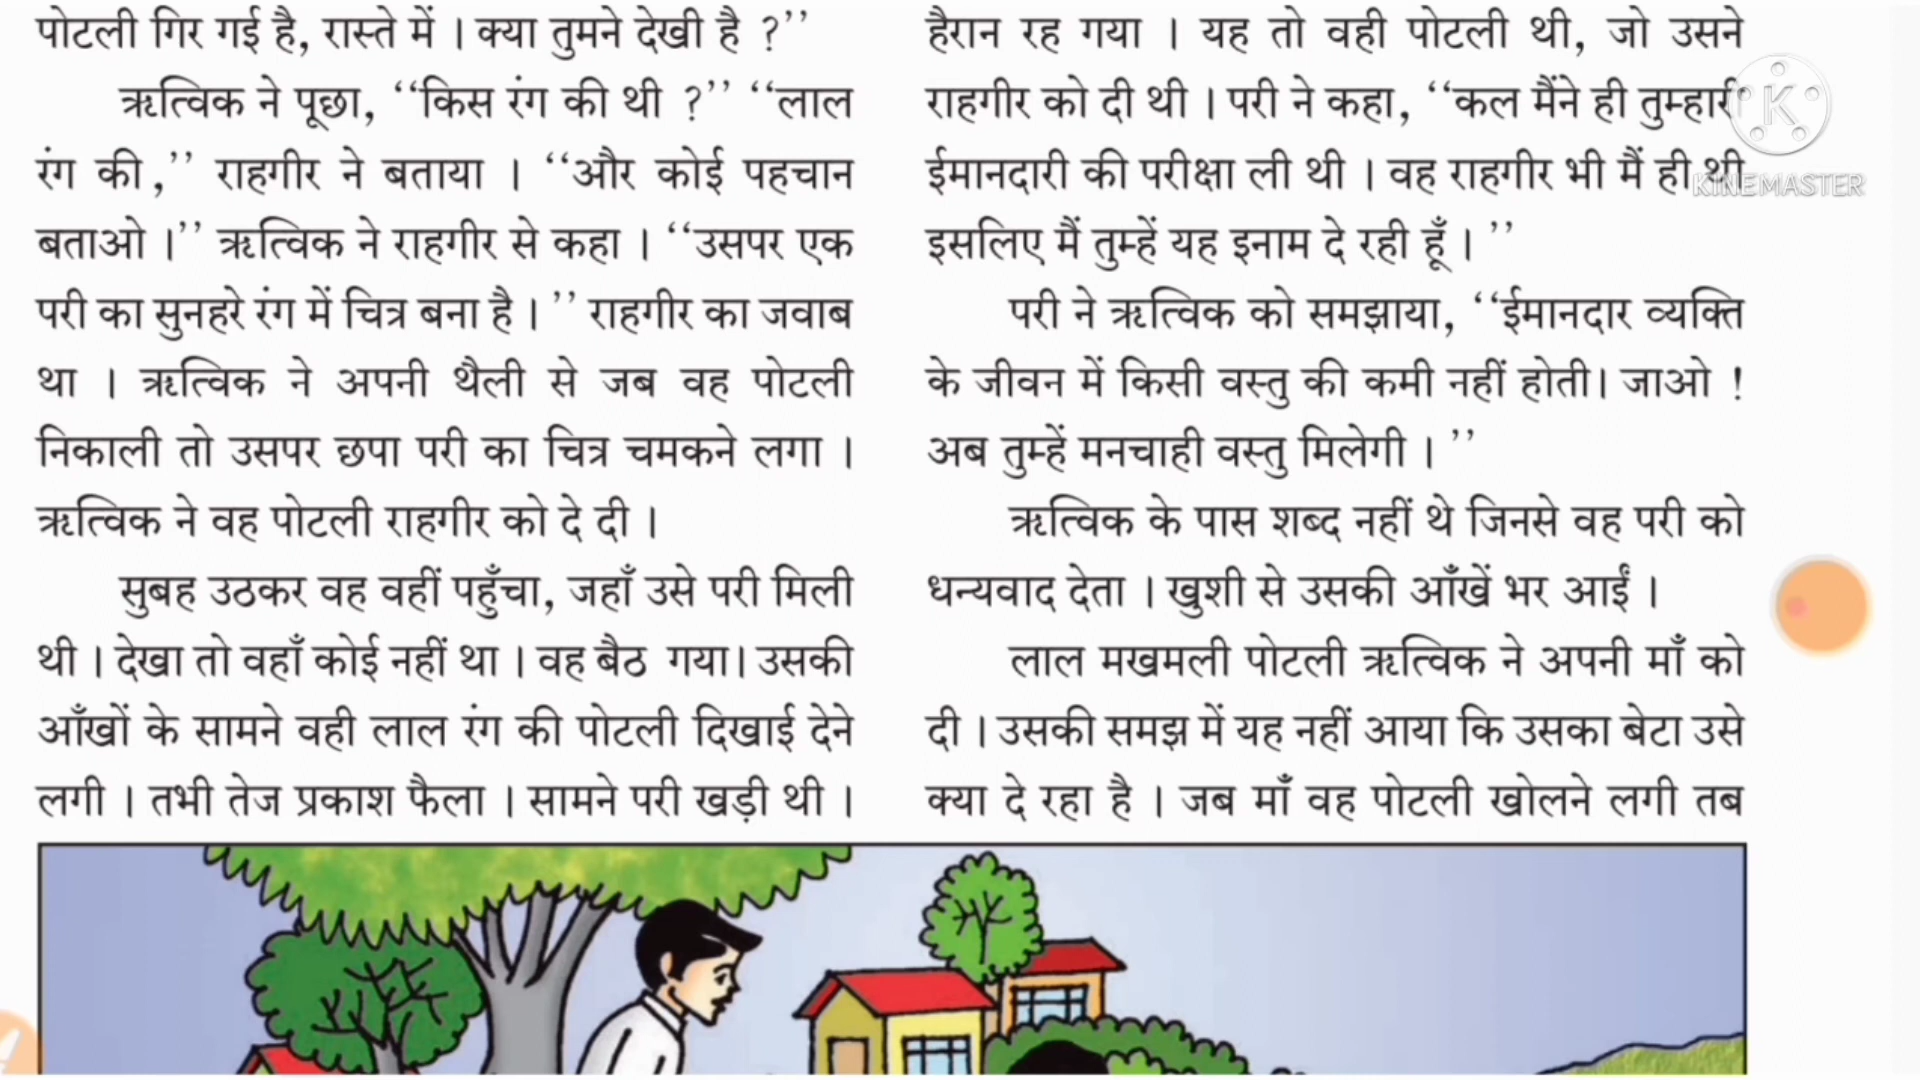 पोटली गिर गई है, रास्ते में । क्या तुमने देखी है ?’’
ऋत्विक ने पूछा, ‘‘किस रंग की थी ?’’ ‘‘लाल
रंग की,’’ राहगीर ने बताया । ‘‘और कोई पहचान
बताओ ।’’ ऋत्विक ने राहगीर से कहा । ‘‘उसपर एक
परी का सुनहरे रंग में चित्र बना है । ’’ राहगीर का जवाब
था । ऋत्विक ने अपनी थैली से जब वह पोटली
निकाली तो उसपर छपा परी का चित्र चमकने लगा ।
ऋत्विक ने वह पोटली राहगीर को दे दी ।
सुबह उठकर वह वहीं पहुँचा, जहाँ उसे परी मिली
थी । देखा तो वहाँ कोई नहीं था । वह बैठ गया। उसकी
आँखों के सामने वही लाल रंग की पोटली दिखाई देने
लगी । तभी तेज प्रकाश फैला । सामने परी खड़ी थी ।
हैरान रह गया । यह तो वही पोटली थी, जो उसने
राहगीर को दी थी । परी ने कहा, ‘‘कल मैंने ही तुम्हारी
ईमानदारी की परीक्षा ली थी । वह राहगीर भी मैं ही थी
इसलिए मैं तुम्हें यह इनाम दे रही हूँ । ’’
परी ने ऋत्विक को समझाया, ‘‘ईमानदार व्यक्ति
के जीवन में किसी वस्तु की कमी नहीं होती। जाओ !
अब तुम्हें मनचाही वस्तु मिलेगी । ’’
ऋत्विक के पास शब्द नहीं थे जिनसे वह परी को
धन्यवाद देता । खुशी से उसकी आँखें भर आईं ।
लाल मखमली पोटली ऋत्विक ने अपनी माँ को
दी । उसकी समझ में यह नहीं आया कि उसका बेटा उसे
क्या दे रहा है । जब माँ वह पोटली खोलने लगी तब
K
KINEMASTER